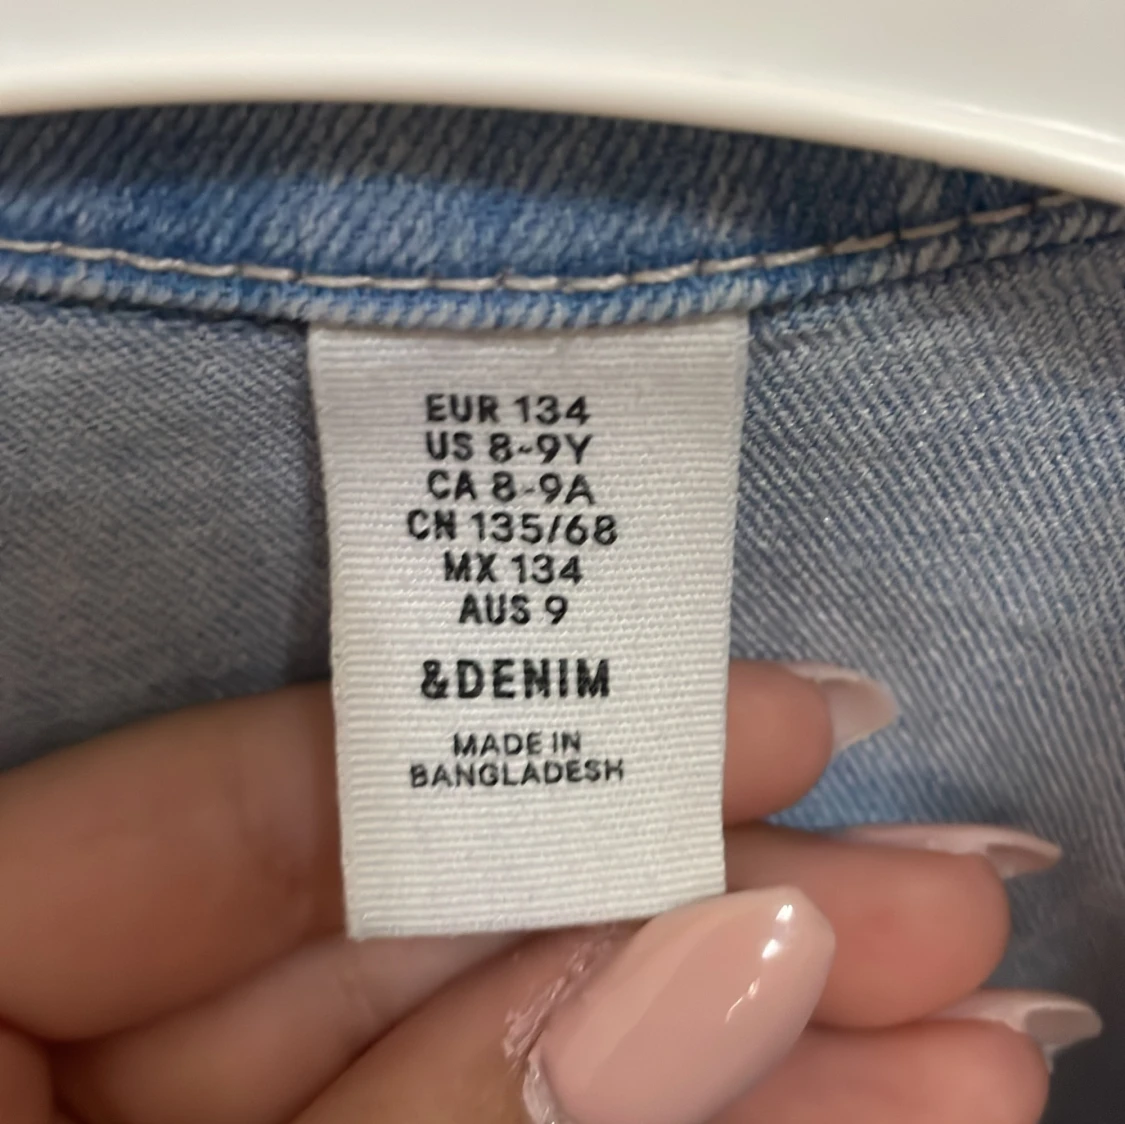 EUR 134
US 8-9Y
CA 8-9A
CN 135/68
MX 134
AUS 9
&DENIM
MADE IN
BANGLADESH